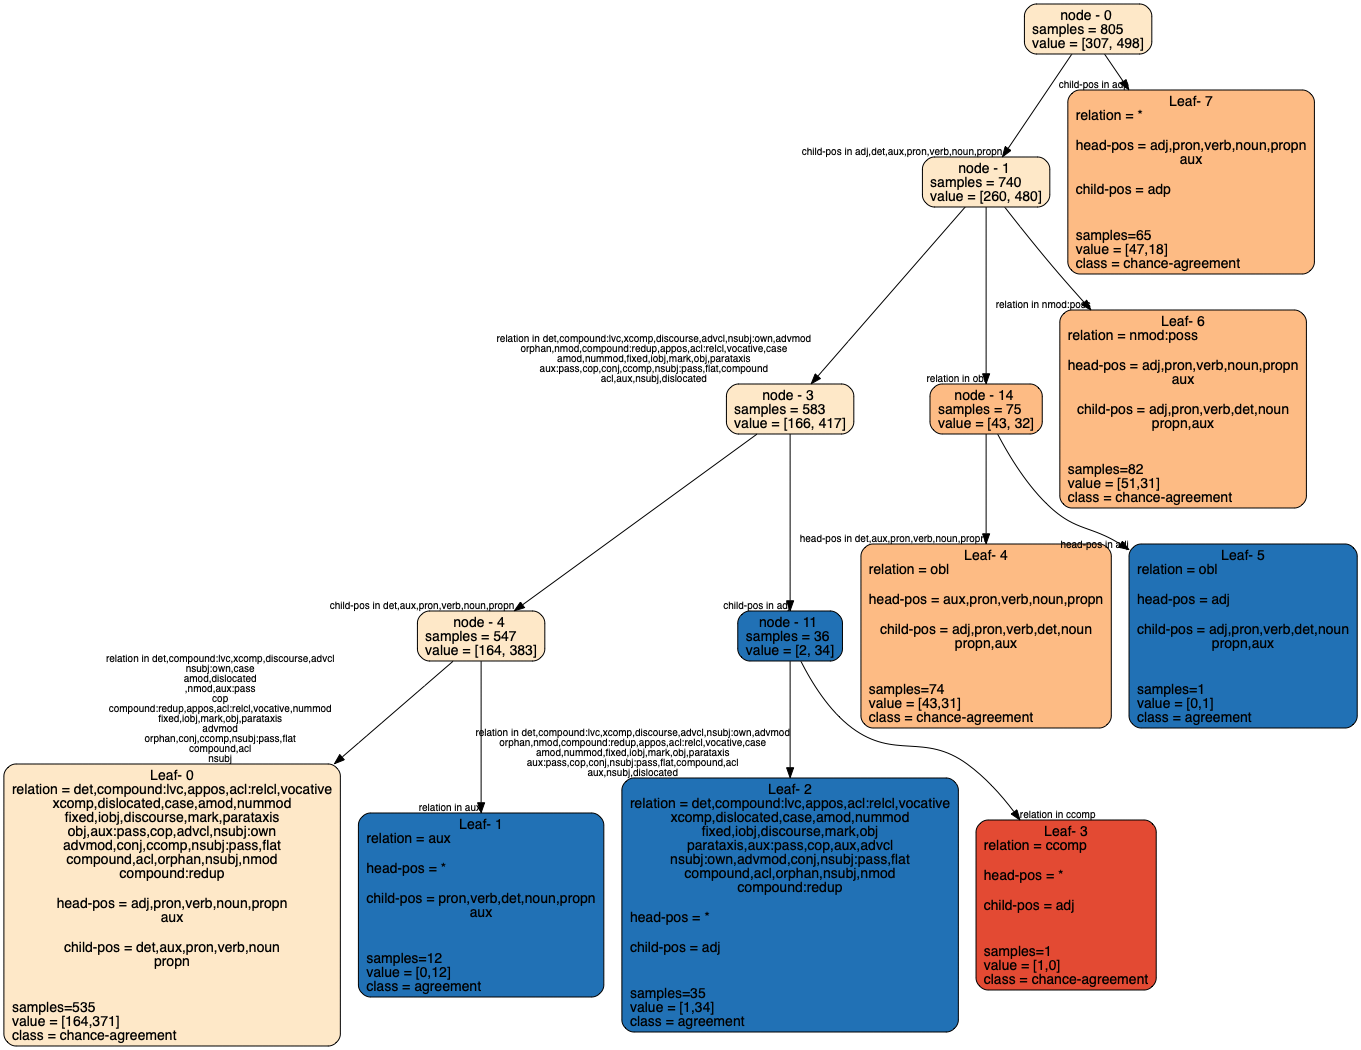 node - 0
samples = 805
value = [307, 498]
child-pos in adp
Leaf- 7
relation = *
head-pos = adj,pron,verb,noun,propn
aux
child-pos = adp
samples=65
value = [47,18]
class = chance-agreement
child-pos in adj,det,aux,pron,verb,noun,propn
node - 1
samples = 740
value = [260, 480]
relation in nmod:poss
Leaf- 6
relation = nmod:poss
head-pos = adj,pron,verb,noun,propn
aux
child-pos = adj,pron,verb,det,noun
propn,aux
samples=82
value = [51,31]
class = chance-agreement
relation in det,compound:lvc,xcomp,discourse,advcl,nsubj:own,advmod
orphan,nmod,compound:redup,appos,acl:relcl,vocative,case
amod,nummod,fixed,iobj,mark,obj,parataxis
aux:pass,cop,conj,ccomp,nsubj:pass,flat,compound
acl,aux,nsubj,dislocated
node - 3
samples = 583
value = [166, 417]
relation in obl
node - 14
samples = 75
value = [43, 32]
head-pos in det,aux,pron,verb,noun,propn
Leaf- 4
relation = obl
head-pos = aux,pron,verb,noun,propn
child-pos = adj,pron,verb,det,noun
propn,aux
samples=74
value = [43,31]
class = chance-agreement
head-pos in adj
Leaf- 5
relation = obl
head-pos = adj
child-pos = adj,pron,verb,det,noun
propn,aux
samples=1
value = [0,1]
class = agreement
child-pos in det,aux,pron,verb,noun,propn
node - 4
samples = 547
value = [164, 383]
child-pos in adj
node - 11
samples = 36
value = [2, 34]
relation in det,compound:lvc,xcomp,discourse,advcl
nsubj:own,case
amod,dislocated
,nmod,aux:pass
cop
compound:redup,appos,acl:relcl,vocative,nummod
fixed,iobj,mark,obj,parataxis
advmod
orphan,conj,ccomp,nsubj:pass,flat
compound,acl
nsubj
Leaf- 0
relation = det,compound:lvc,appos,acl:relcl,vocative
xcomp,dislocated,case,amod,nummod
fixed,iobj,discourse,mark,parataxis
obj,aux:pass,cop,advcl,nsubj:own
advmod,conj,ccomp,nsubj:pass,flat
compound,acl,orphan,nsubj,nmod
compound:redup
head-pos = adj,pron,verb,noun,propn
aux
child-pos = det,aux,pron,verb,noun
propn
samples=535
value = [164,371]
class = chance-agreement
relation in aux
Leaf- 1
relation = aux
head-pos = *
child-pos = pron,verb,det,noun,propn
aux
samples=12
value = [0,12]
class = agreement
relation in det,compound:lvc,xcomp,discourse,advcl,nsubj:own,advmod
orphan,nmod,compound:redup,appos,acl:relcl,vocative,case
amod,nummod,fixed,iobj,mark,obj,parataxis
aux:pass,cop,conj,nsubj:pass,flat,compound,acl
aux,nsubj,dislocated
Leaf- 2
relation = det,compound:lvc,appos,acl:relcl,vocative
xcomp,dislocated,case,amod,nummod
fixed,iobj,discourse,mark,obj
parataxis,aux:pass,cop,aux,advcl
nsubj:own,advmod,conj,nsubj:pass,flat
compound,acl,orphan,nsubj,nmod
compound:redup
head-pos = *
child-pos = adj
samples=35
value = [1,34]
class = agreement
relation in ccomp
Leaf- 3
relation = ccomp
head-pos = *
child-pos = adj
samples=1
value = [1,0]
class = chance-agreement